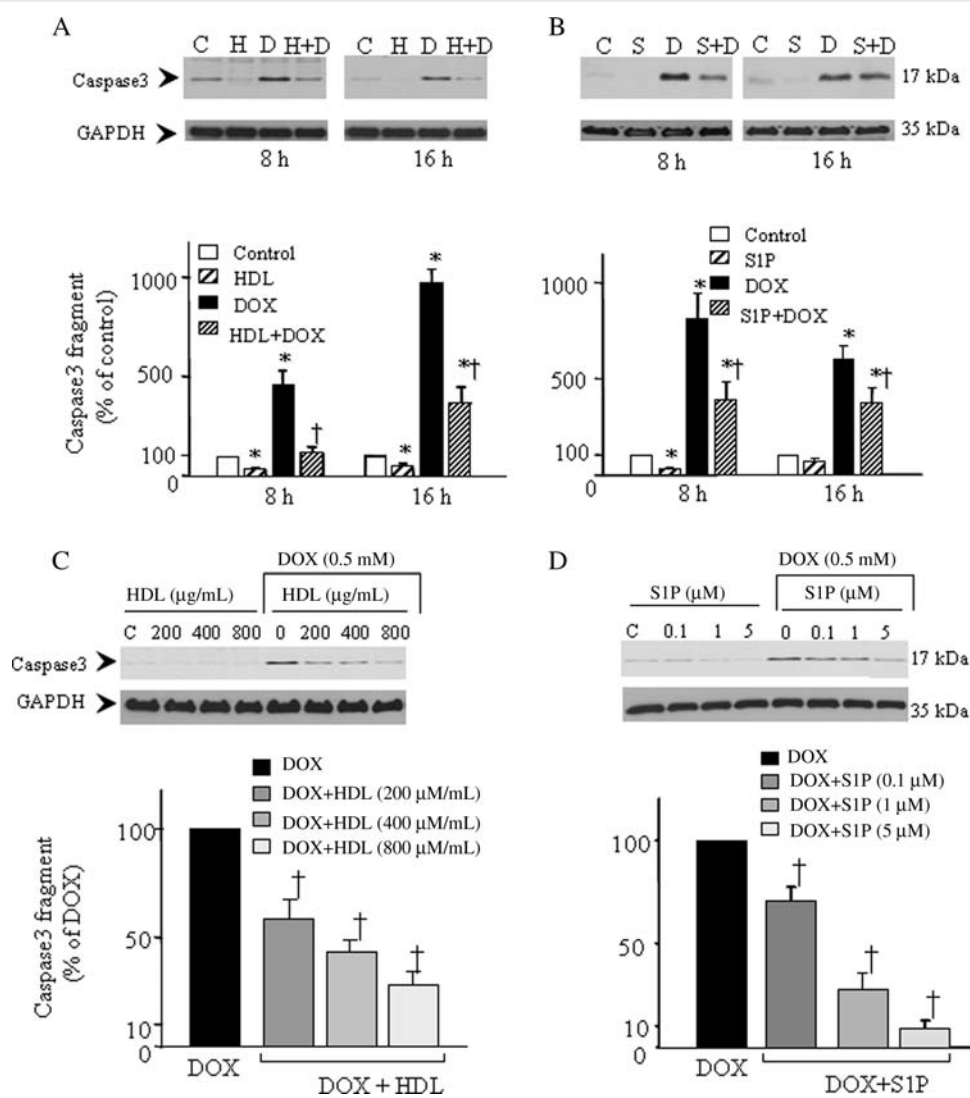 A
C H D H+D C H D H+D
Caspase3
GAPDH
8 h 16 h
B
C S D S+D C S D S+D
17 kDa
35 kDa
8 h 16 h
Caspase3 fragment
(% of control)
1000
500
100
0
Control
HDL
DOX
HDL+DOX
* * † * * *†
8 h 16 h
1000
500
100
0
Control
S1P
DOX
S1P+DOX
* * *† * *†
8 h 16 h
C
DOX (0.5 mM)
HDL (µg/mL) HDL (µg/mL)
C 200 400 800 0 200 400 800
Caspase3
GAPDH
D
DOX (0.5 mM)
S1P (µM) S1P (µM)
C 0.1 1 5 0 0.1 1 5
17 kDa
35 kDa
Caspase3 fragment
(% of DOX)
100
50
10
0
DOX
DOX+HDL (200 µM/mL)
DOX+HDL (400 µM/mL)
DOX+HDL (800 µM/mL)
† † †
DOX
DOX + HDL
100
50
10
0
DOX
DOX+S1P (0.1 µM)
DOX+S1P (1 µM)
DOX+S1P (5 µM)
† † †
DOX
DOX+S1P